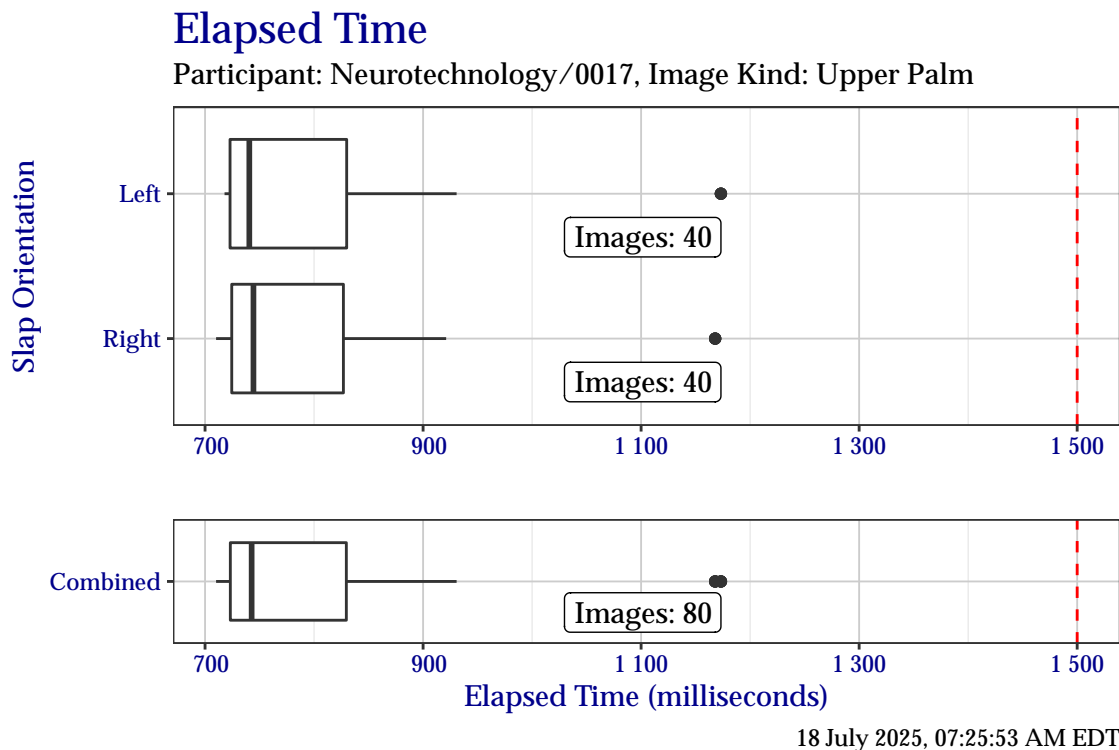 Elapsed Time
Participant: Neurotechnology/0017, Image Kind: Upper Palm
Slap Orientation
Left
Images: 40
Right
Images: 40
700 900 1 100 1 300 1 500
Combined
Images: 80
700 900 1 100 1 300 1 500
Elapsed Time (milliseconds)
18 July 2025, 07:25:53 AM EDT